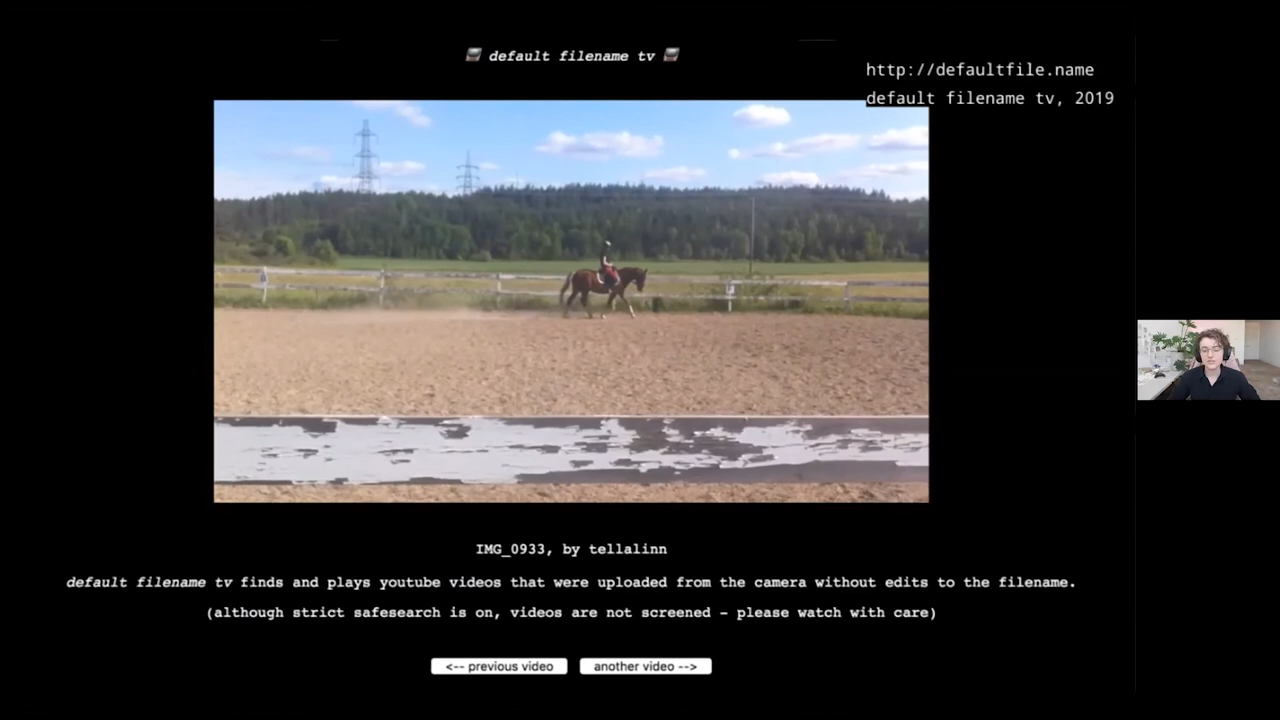 default filename tv
http://defaultfile.name
default filename tv, 2019
IMG_0933, by tellalinn
default filename tv finds and plays youtube videos that were uploaded from the camera without edits to the filename.
(although strict safesearch is on, videos are not screened - please watch with care)
<-- previous video
another video -->